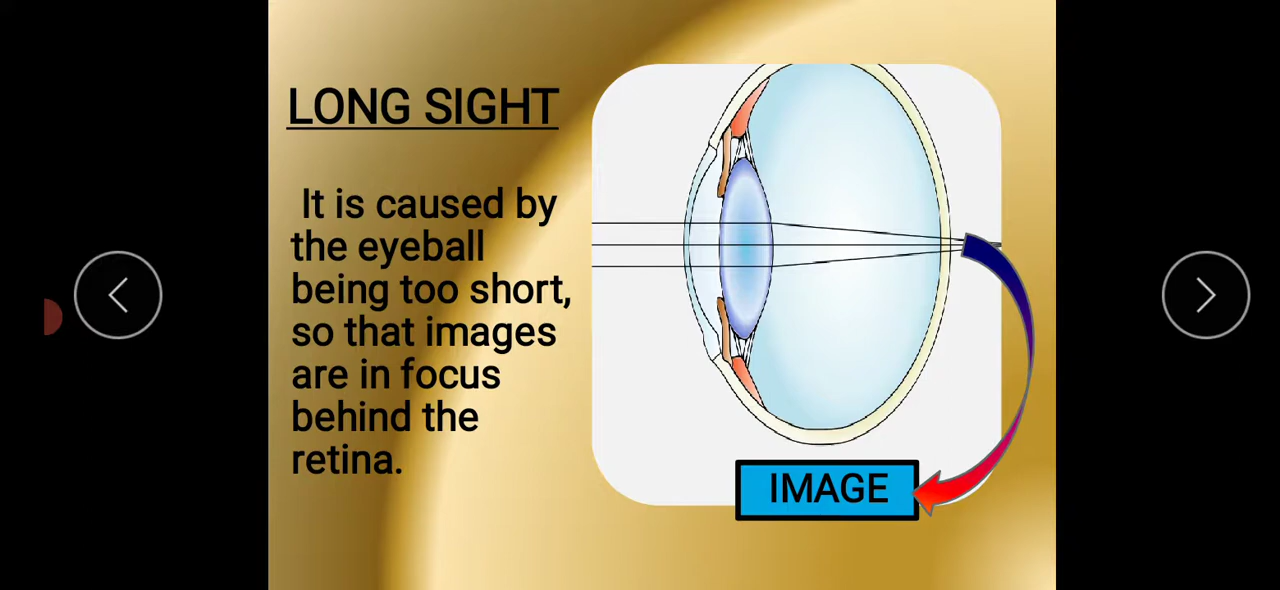 LONG SIGHT
It is caused by
the eyeball
being too short,
so that images
are in focus
behind the
retina.
IMAGE